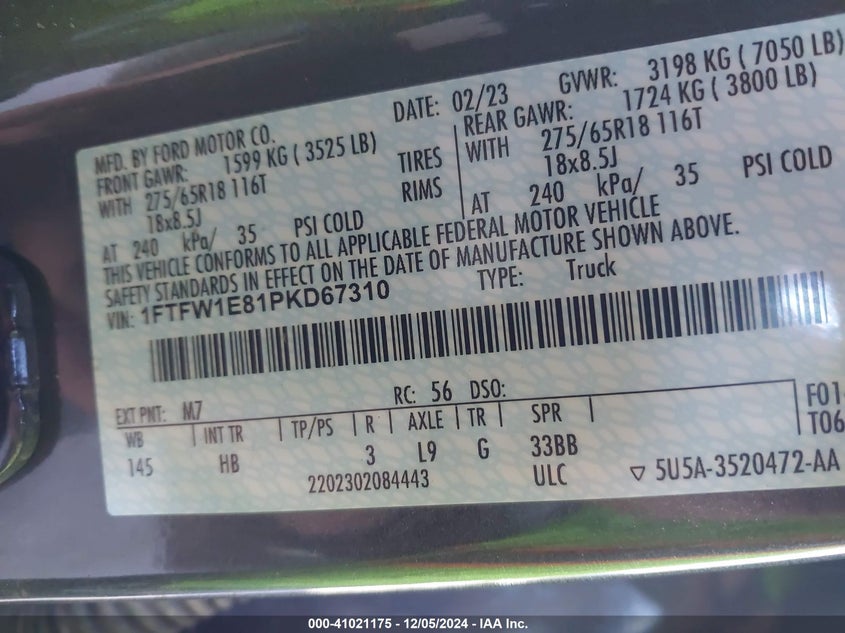 MFD. BY FORD MOTOR CO.
DATE: 02/23
GVWR: 3198 KG ( 7050 LB)
FRONT GAWR: 1599 KG ( 3525 LB)
REAR GAWR: 1724 KG ( 3800 LB)
WITH 275/65R18 116T TIRES WITH 275/65R18 116T
18x8.5J RIMS 18x8.5J
AT 240 kPa/ 35 PSI COLD AT 240 kPa/ 35 PSI COLD
THIS VEHICLE CONFORMS TO ALL APPLICABLE FEDERAL MOTOR VEHICLE
SAFETY STANDARDS IN EFFECT ON THE DATE OF MANUFACTURE SHOWN ABOVE.
VIN: 1FTFW1E81PKD67310 TYPE: Truck
EXT PNT: M7 RC: 56 DSO: F01-
WB INT TR TP/PS R AXLE TR SPR T06
145 HB 3 L9 G 33BB
2202302084443 ULC ▽ 5U5A-3520472-AA
000-41021175 - 12/05/2024 - IAA Inc.